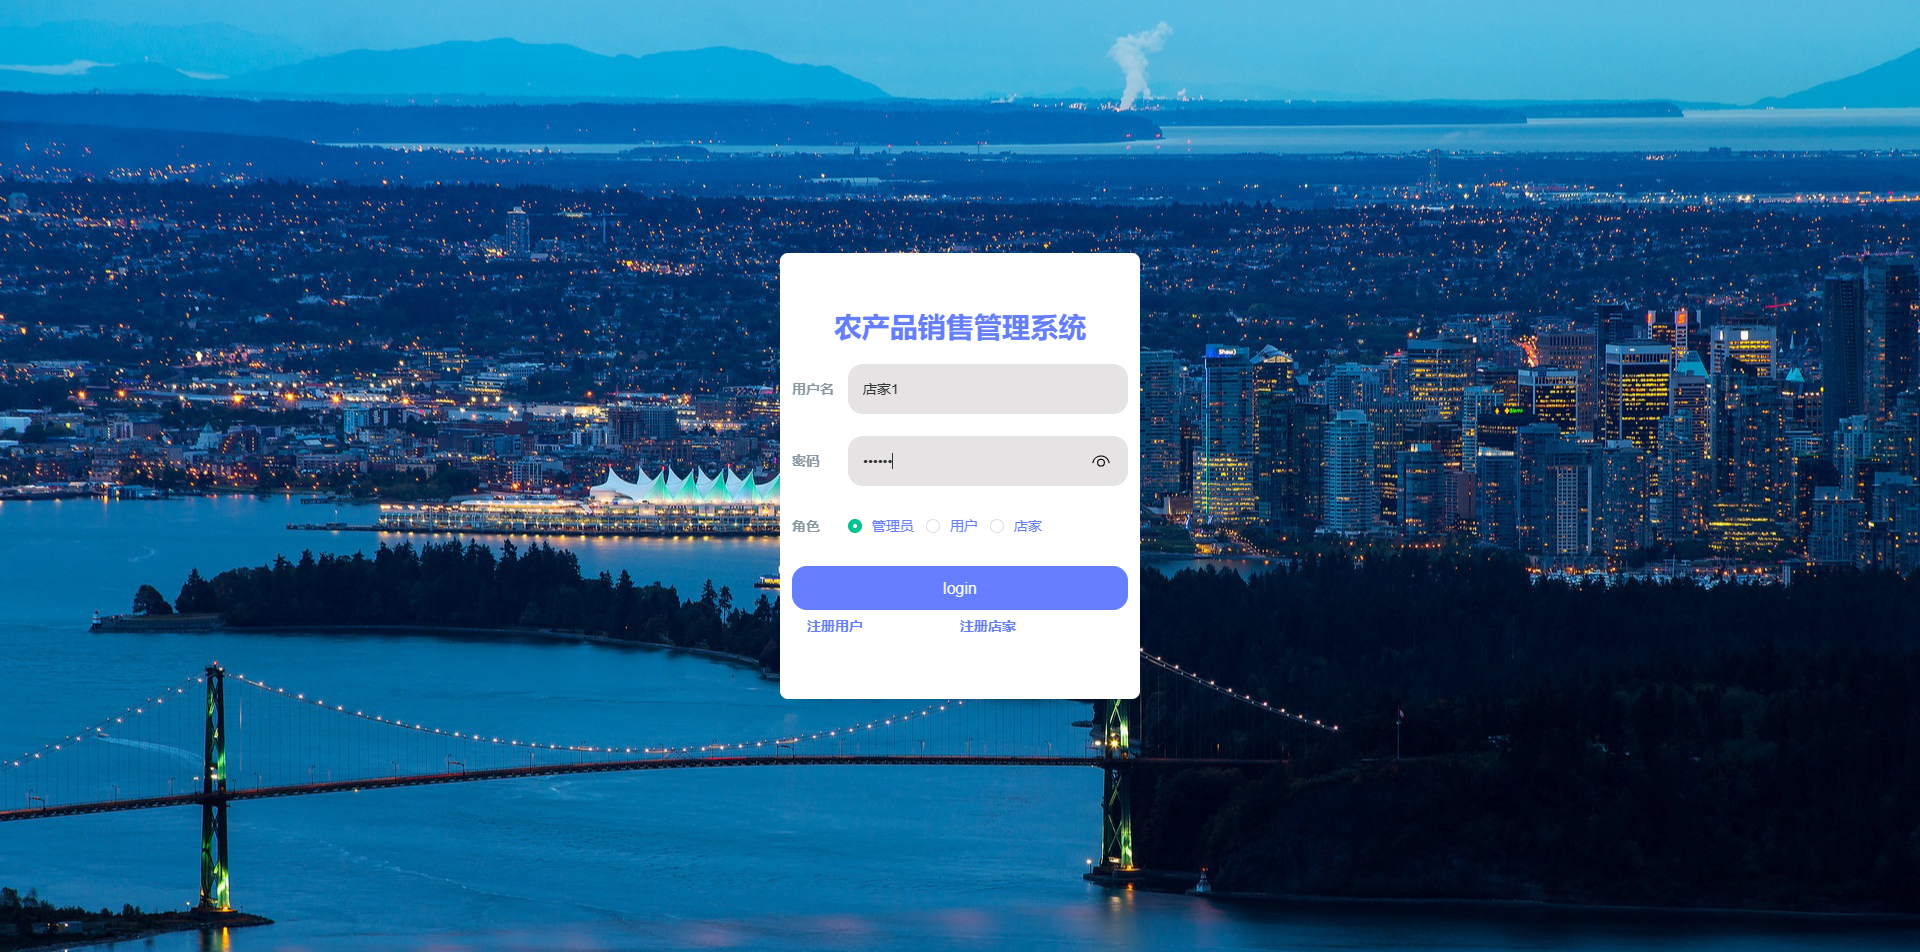 Shaw)
农产品销售管理系统
用户名 店家1
密码 ••••••
角色 管理员 用户 店家
login
注册用户 注册店家